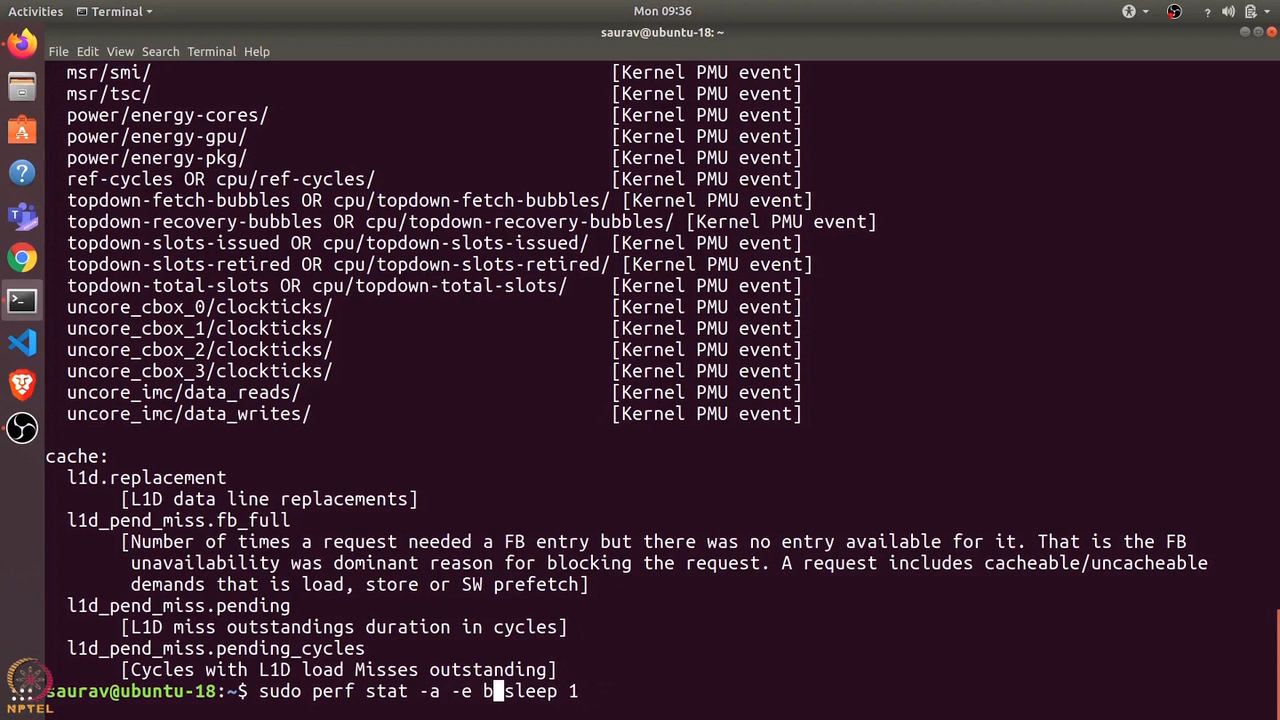 Activities Terminal Mon 09:36
saurav@ubuntu-18: ~
File Edit View Search Terminal Help
msr/smi/ [Kernel PMU event]
msr/tsc/ [Kernel PMU event]
power/energy-cores/ [Kernel PMU event]
power/energy-gpu/ [Kernel PMU event]
power/energy-pkg/ [Kernel PMU event]
ref-cycles OR cpu/ref-cycles/ [Kernel PMU event]
topdown-fetch-bubbles OR cpu/topdown-fetch-bubbles/ [Kernel PMU event]
topdown-recovery-bubbles OR cpu/topdown-recovery-bubbles/ [Kernel PMU event]
topdown-slots-issued OR cpu/topdown-slots-issued/ [Kernel PMU event]
topdown-slots-retired OR cpu/topdown-slots-retired/ [Kernel PMU event]
topdown-total-slots OR cpu/topdown-total-slots/ [Kernel PMU event]
uncore_cbox_0/clockticks/ [Kernel PMU event]
uncore_cbox_1/clockticks/ [Kernel PMU event]
uncore_cbox_2/clockticks/ [Kernel PMU event]
uncore_cbox_3/clockticks/ [Kernel PMU event]
uncore_imc/data_reads/ [Kernel PMU event]
uncore_imc/data_writes/ [Kernel PMU event]
cache:
l1d.replacement
[L1D data line replacements]
l1d_pend_miss.fb_full
[Number of times a request needed a FB entry but there was no entry available for it. That is the FB
unavailability was dominant reason for blocking the request. A request includes cacheable/uncacheable
demands that is load, store or SW prefetch]
l1d_pend_miss.pending
[L1D miss outstandings duration in cycles]
l1d_pend_miss.pending_cycles
[Cycles with L1D load Misses outstanding]
saurav@ubuntu-18:~$ sudo perf stat -a -e b sleep 1
NPTEL